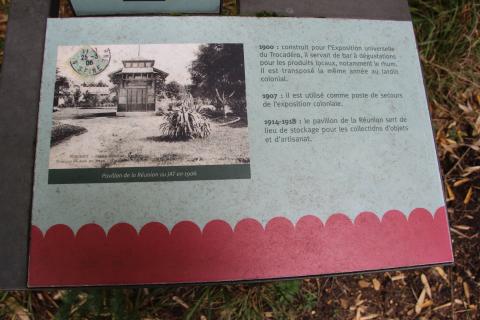 1900 : construit pour l'Exposition universelle
du Trocadéro, il servait de bar à dégustations
pour les produits locaux, notamment le rhum.
Il est transposé la même année au Jardin
colonial.
1907 : il est utilisé comme poste de secours
de l'exposition coloniale.
1914-1918 : le pavillon de la Réunion sert de
lieu de stockage pour les collections d'objets
et d'artisanat.
Pavillon de la Réunion au JAT en 1906